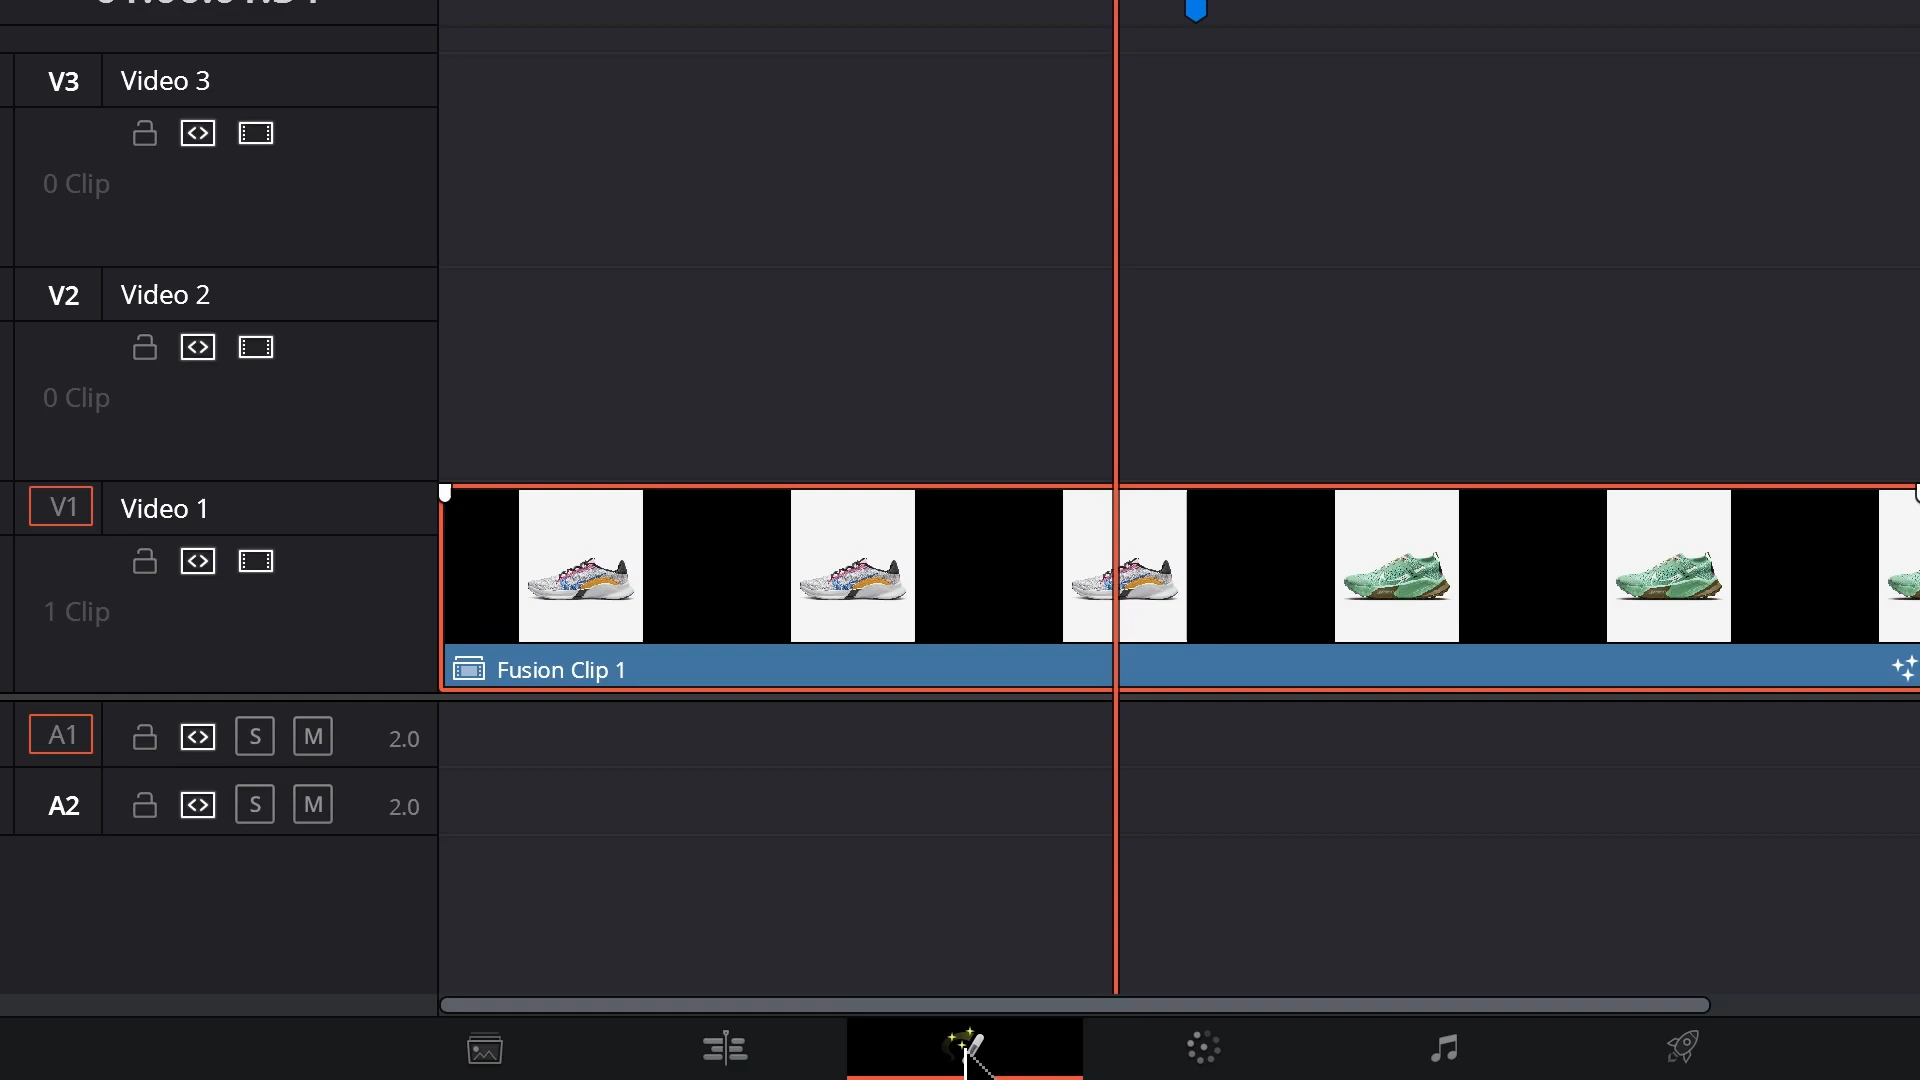 V3 Video 3
0 Clip
V2 Video 2
0 Clip
V1 Video 1
1 Clip
Fusion Clip 1
A1 S M 2.0
A2 S M 2.0